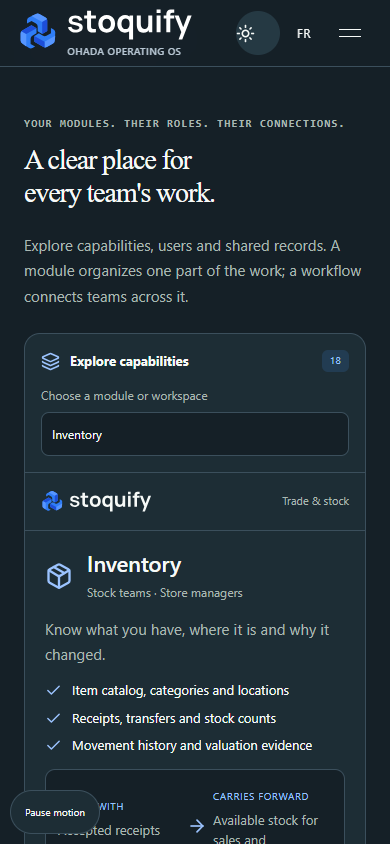 stoquify
OHADA OPERATING OS
FR
YOUR MODULES. THEIR ROLES. THEIR CONNECTIONS.
A clear place for
every team's work.
Explore capabilities, users and shared records. A
module organizes one part of the work; a workflow
connects teams across it.
Explore capabilities
18
Choose a module or workspace
Inventory
stoquify
Trade & stock
Inventory
Stock teams · Store managers
Know what you have, where it is and why it
changed.
Item catalog, categories and locations
Receipts, transfers and stock counts
Movement history and valuation evidence
WITH
receipts
CARRIES FORWARD
Available stock for
sales and
Pause motion